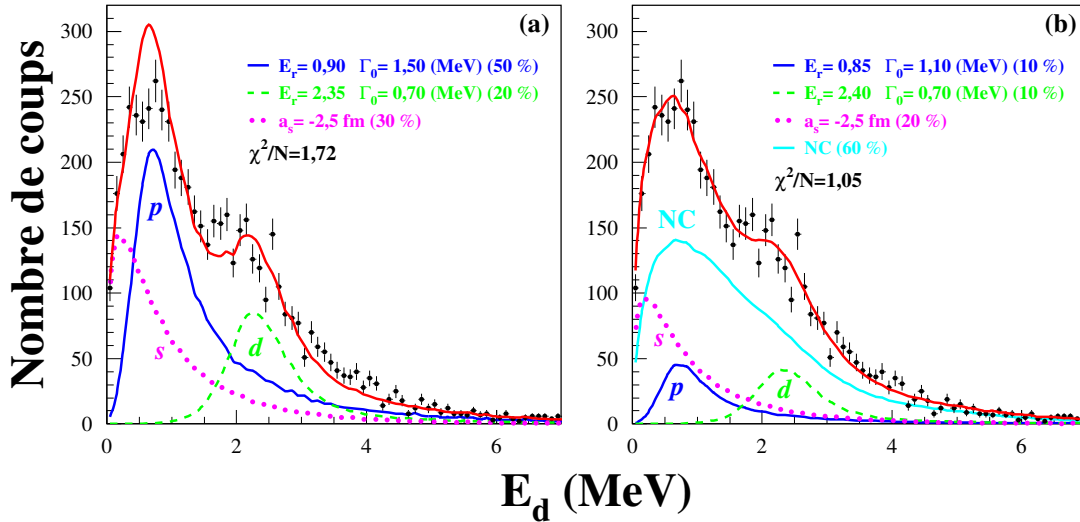 Nombre de coups
300
250
200
150
100
50
0
(a)
E_r= 0,90 Γ_0= 1,50 (MeV) (50 %)
E_r= 2,35 Γ_0= 0,70 (MeV) (20 %)
a_s= -2,5 fm (30 %)
χ²/N=1,72
p
s
d
0 2 4 6
300
250
200
150
100
50
0
(b)
E_r= 0,85 Γ_0= 1,10 (MeV) (10 %)
E_r= 2,40 Γ_0= 0,70 (MeV) (10 %)
a_s= -2,5 fm (20 %)
NC (60 %)
χ²/N=1,05
NC
s
p
d
0 2 4 6
E_d (MeV)